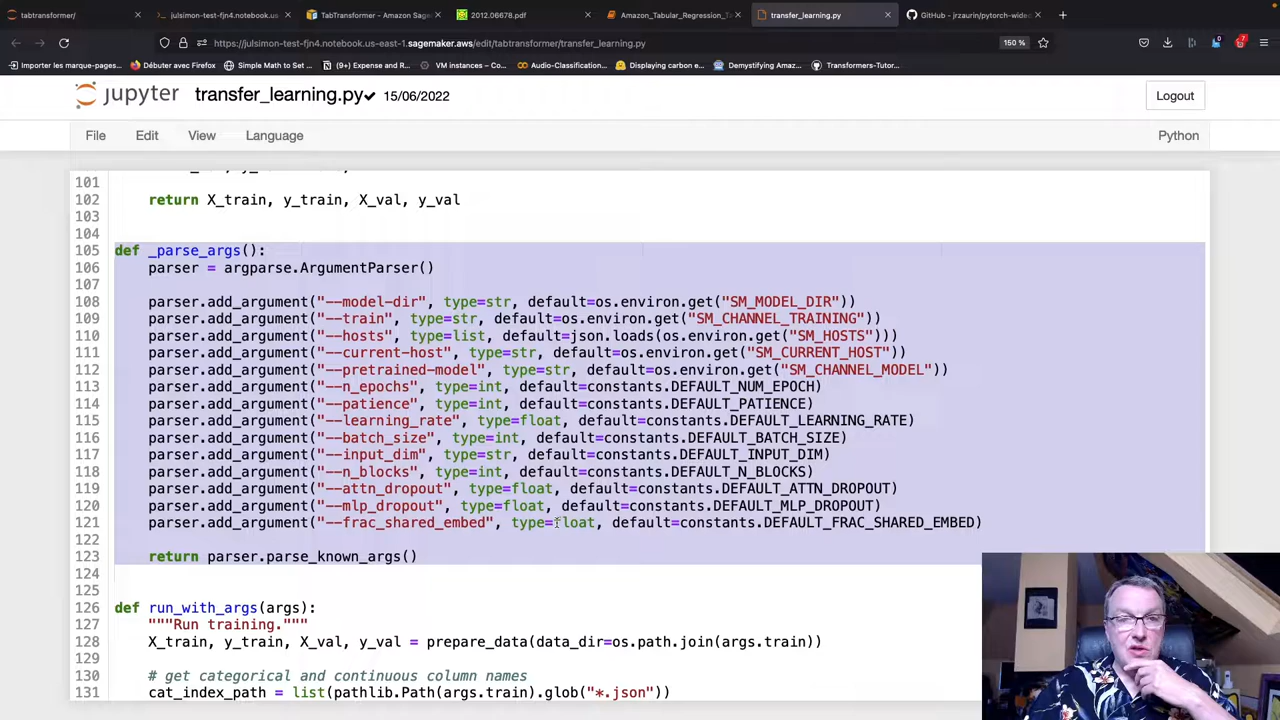 tabtransformer/
julsimon-test-fjn4.notebook.us
TabTransformer – Amazon Sage
2012.06678.pdf
Amazon_Tabular_Regression_T
transfer_learning.py
GitHub - jrzaurin/pytorch-wided
https://julsimon-test-fjn4.notebook.us-east-1.sagemaker.aws/edit/tabtransformer/transfer_learning.py
150 %
Importer les marque-pages...
Débuter avec Firefox
Simple Math to Set ...
(9+) Expense and R...
VM instances – Co...
Audio-Classification...
Displaying carbon e...
Demystifying Amaz...
Transformers-Tutor...
jupyter transfer_learning.py✔ 15/06/2022
Logout
File Edit View Language
Python
101
102 return X_train, y_train, X_val, y_val
103
104
105 def _parse_args():
106 parser = argparse.ArgumentParser()
107
108 parser.add_argument("--model-dir", type=str, default=os.environ.get("SM_MODEL_DIR"))
109 parser.add_argument("--train", type=str, default=os.environ.get("SM_CHANNEL_TRAINING"))
110 parser.add_argument("--hosts", type=list, default=json.loads(os.environ.get("SM_HOSTS")))
111 parser.add_argument("--current-host", type=str, default=os.environ.get("SM_CURRENT_HOST"))
112 parser.add_argument("--pretrained-model", type=str, default=os.environ.get("SM_CHANNEL_MODEL"))
113 parser.add_argument("--n_epochs", type=int, default=constants.DEFAULT_NUM_EPOCH)
114 parser.add_argument("--patience", type=int, default=constants.DEFAULT_PATIENCE)
115 parser.add_argument("--learning_rate", type=float, default=constants.DEFAULT_LEARNING_RATE)
116 parser.add_argument("--batch_size", type=int, default=constants.DEFAULT_BATCH_SIZE)
117 parser.add_argument("--input_dim", type=str, default=constants.DEFAULT_INPUT_DIM)
118 parser.add_argument("--n_blocks", type=int, default=constants.DEFAULT_N_BLOCKS)
119 parser.add_argument("--attn_dropout", type=float, default=constants.DEFAULT_ATTN_DROPOUT)
120 parser.add_argument("--mlp_dropout", type=float, default=constants.DEFAULT_MLP_DROPOUT)
121 parser.add_argument("--frac_shared_embed", type=float, default=constants.DEFAULT_FRAC_SHARED_EMBED)
122
123 return parser.parse_known_args()
124
125
126 def run_with_args(args):
127 """Run training."""
128 X_train, y_train, X_val, y_val = prepare_data(data_dir=os.path.join(args.train))
129
130 # get categorical and continuous column names
131 cat_index_path = list(pathlib.Path(args.train).glob("*.json"))